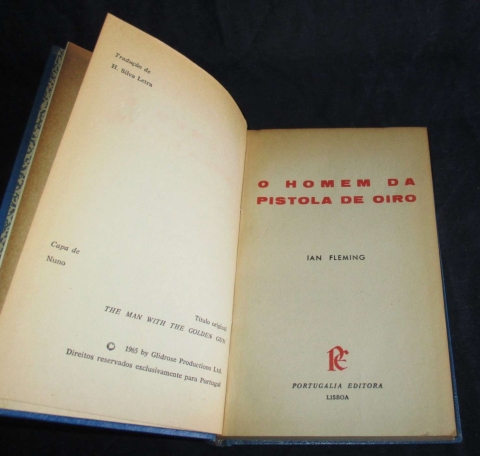 Tradução de
H. Silva Letra
Capa de
Nuno
Título original
THE MAN WITH THE GOLDEN GUN
© 1965 by Glidrose Productions Ltd.
Direitos reservados exclusivamente para Portugal
O HOMEM DA
PISTOLA DE OIRO
IAN FLEMING
PE
PORTUGALIA EDITORA
LISBOA